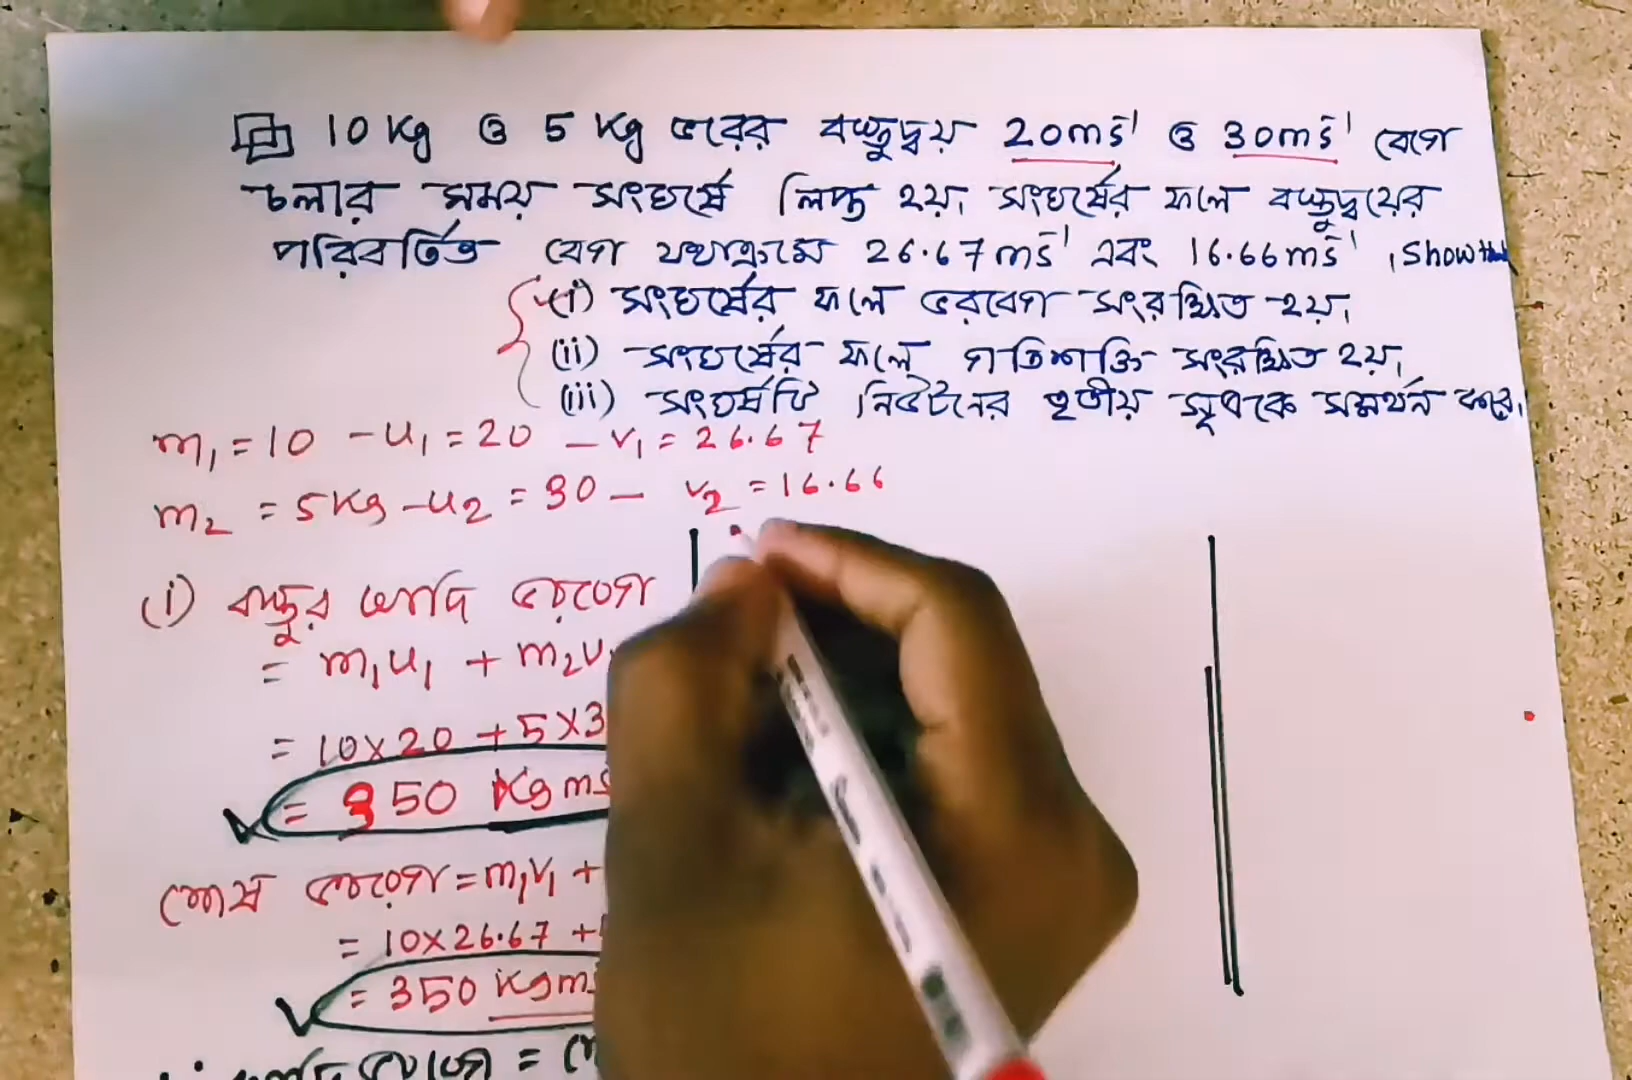 10 kg ও 5 kg ভরের বস্তুদ্বয় 20ms⁻¹ ও 30ms⁻¹ বেগে
চলার সময় সংঘর্ষে লিপ্ত হয়। সংঘর্ষের ফলে বস্তুদ্বয়ের
পরিবর্তিত বেগ যথাক্রমে 26.67ms⁻¹ এবং 16.66ms⁻¹ । Show that
(i) সংঘর্ষের ফলে ভরবেগ সংরক্ষিত হয়।
(ii) সংঘর্ষের ফলে গতিশক্তি সংরক্ষিত হয়।
(iii) সংঘর্ষটি নিউটনের তৃতীয় সূত্রকে সমর্থন করে।
m₁ = 10 – u₁ = 20 – v₁ = 26.67
m₂ = 5kg – u₂ = 30 – v₂ = 16.66
(i) বস্তুর আদি ভরবেগ
= m₁u₁ + m₂u
= 10×20 + 5×3
= 350 kg ms
শেষ ভরবেগ = m₁v₁ +
= 10×26.67 +
= 350 kgms